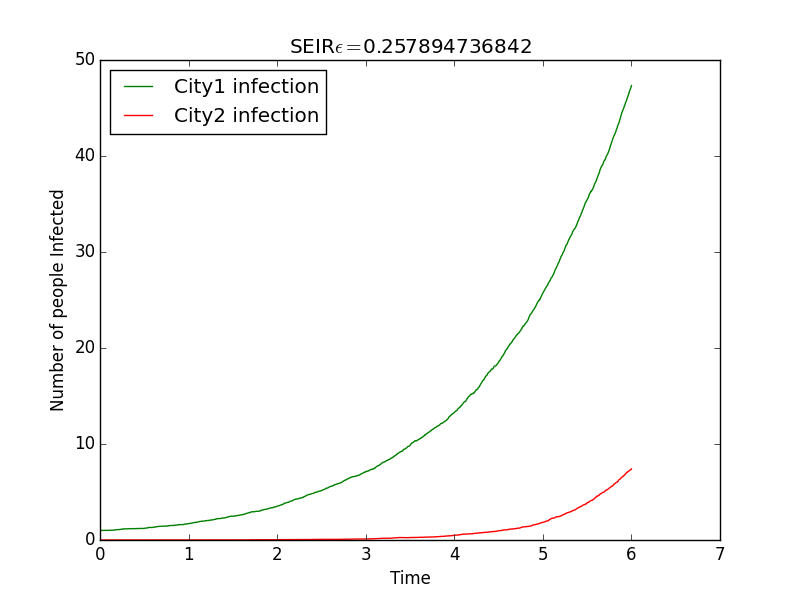 SEIRϵ=0.257894736842
City1 infection
City2 infection
Number of people Infected
50
40
30
20
10
0
0 1 2 3 4 5 6 7
Time